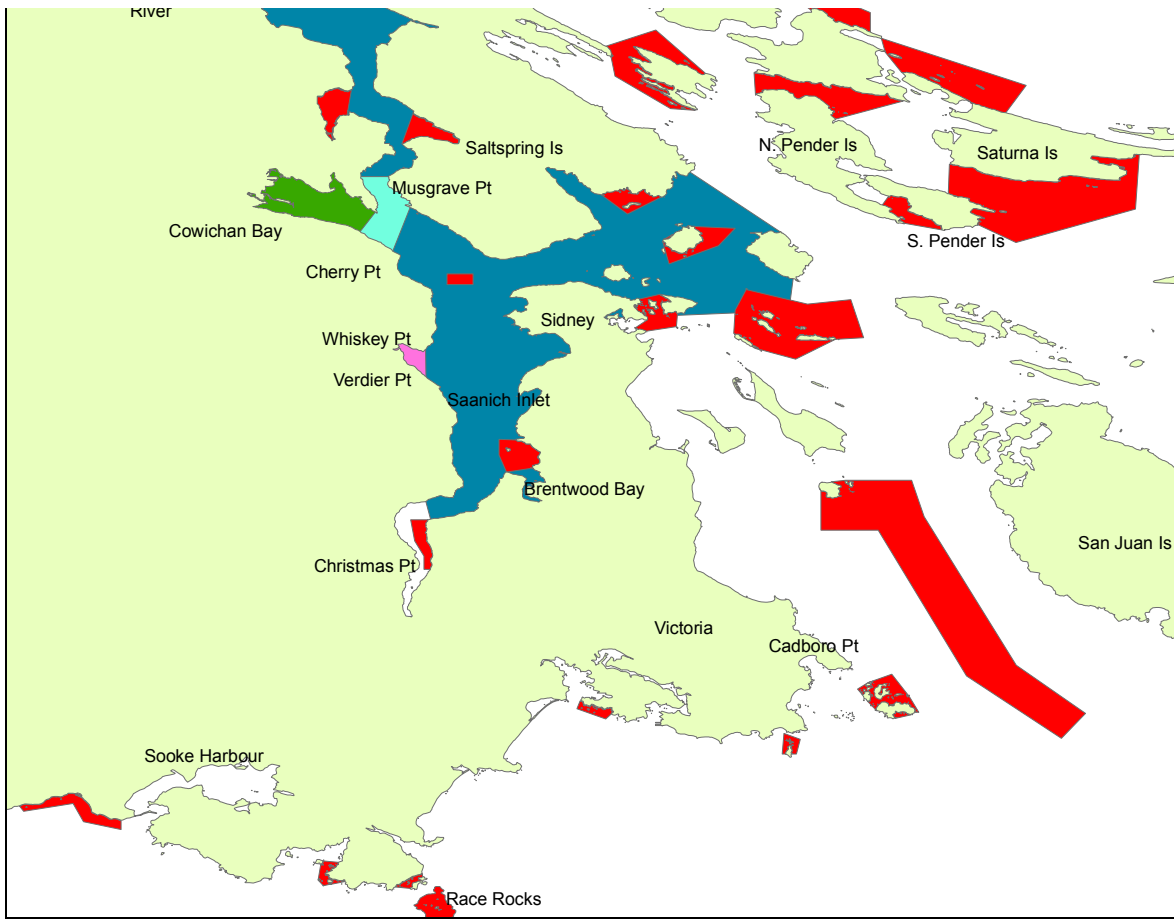 River
Saltspring Is
N. Pender Is
Saturna Is
Musgrave Pt
Cowichan Bay
S. Pender Is
Cherry Pt
Sidney
Whiskey Pt
Verdier Pt
Saanich Inlet
Brentwood Bay
San Juan Is
Christmas Pt
Victoria
Cadboro Pt
Sooke Harbour
Race Rocks